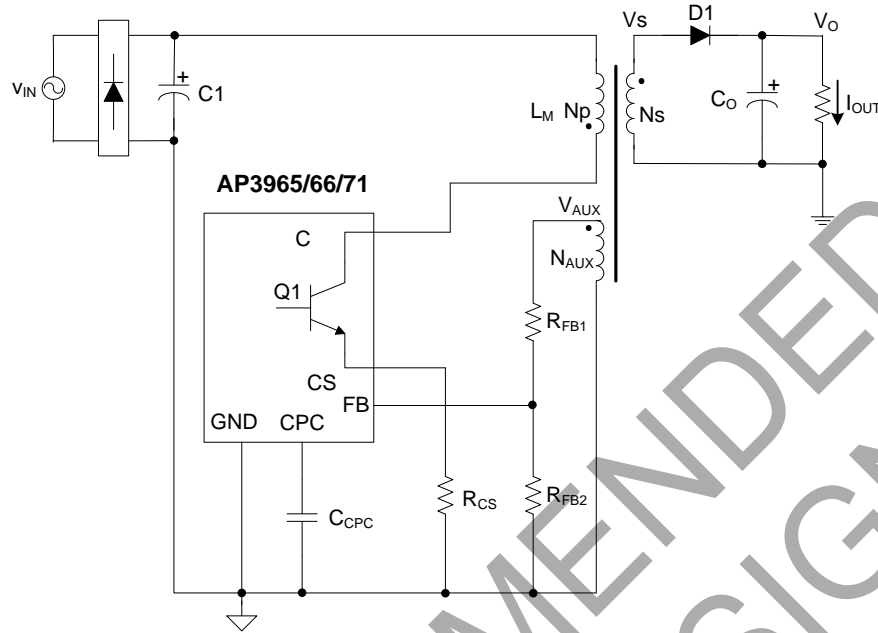 Vs
D1
VO
vIN
C1
LM
Np
Ns
CO
IOUT
AP3965/66/71
VAUX
C
NAUX
Q1
RFB1
CS
FB
GND
CPC
RCS
RFB2
CCPC
MENDED